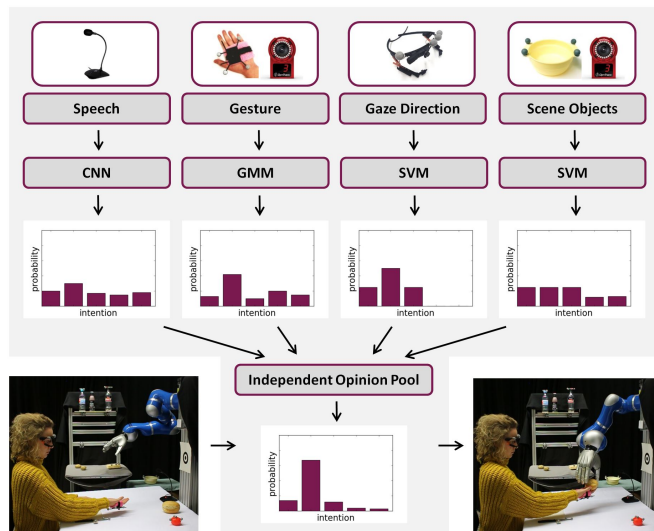 Speech
Gesture
Gaze Direction
Scene Objects
CNN
GMM
SVM
SVM
probability
intention
probability
intention
probability
intention
probability
intention
Independent Opinion Pool
probability
intention